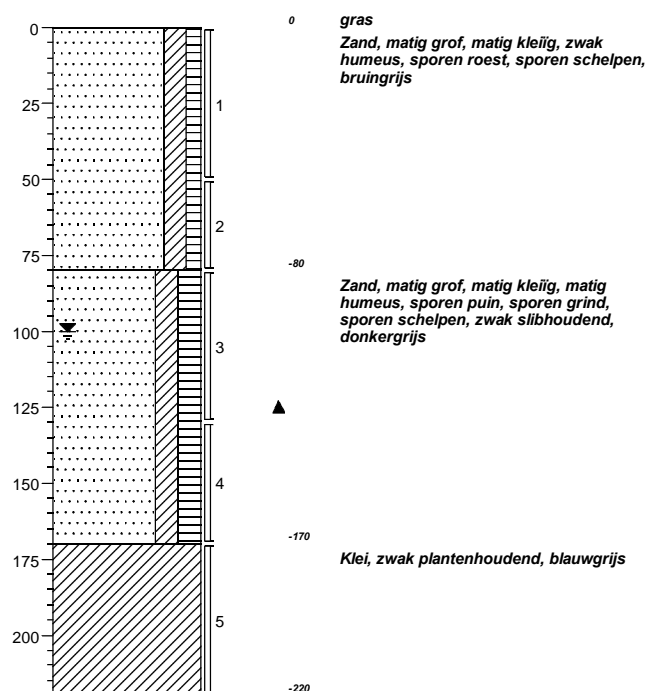 0
gras
0
Zand, matig grof, matig kleiïg, zwak
humeus, sporen roest, sporen schelpen,
bruingrijs
25
1
50
2
75
-80
Zand, matig grof, matig kleiïg, matig
humeus, sporen puin, sporen grind,
sporen schelpen, zwak slibhoudend,
donkergrijs
100
3
125
150
4
-170
175
Klei, zwak plantenhoudend, blauwgrijs
5
200
-220